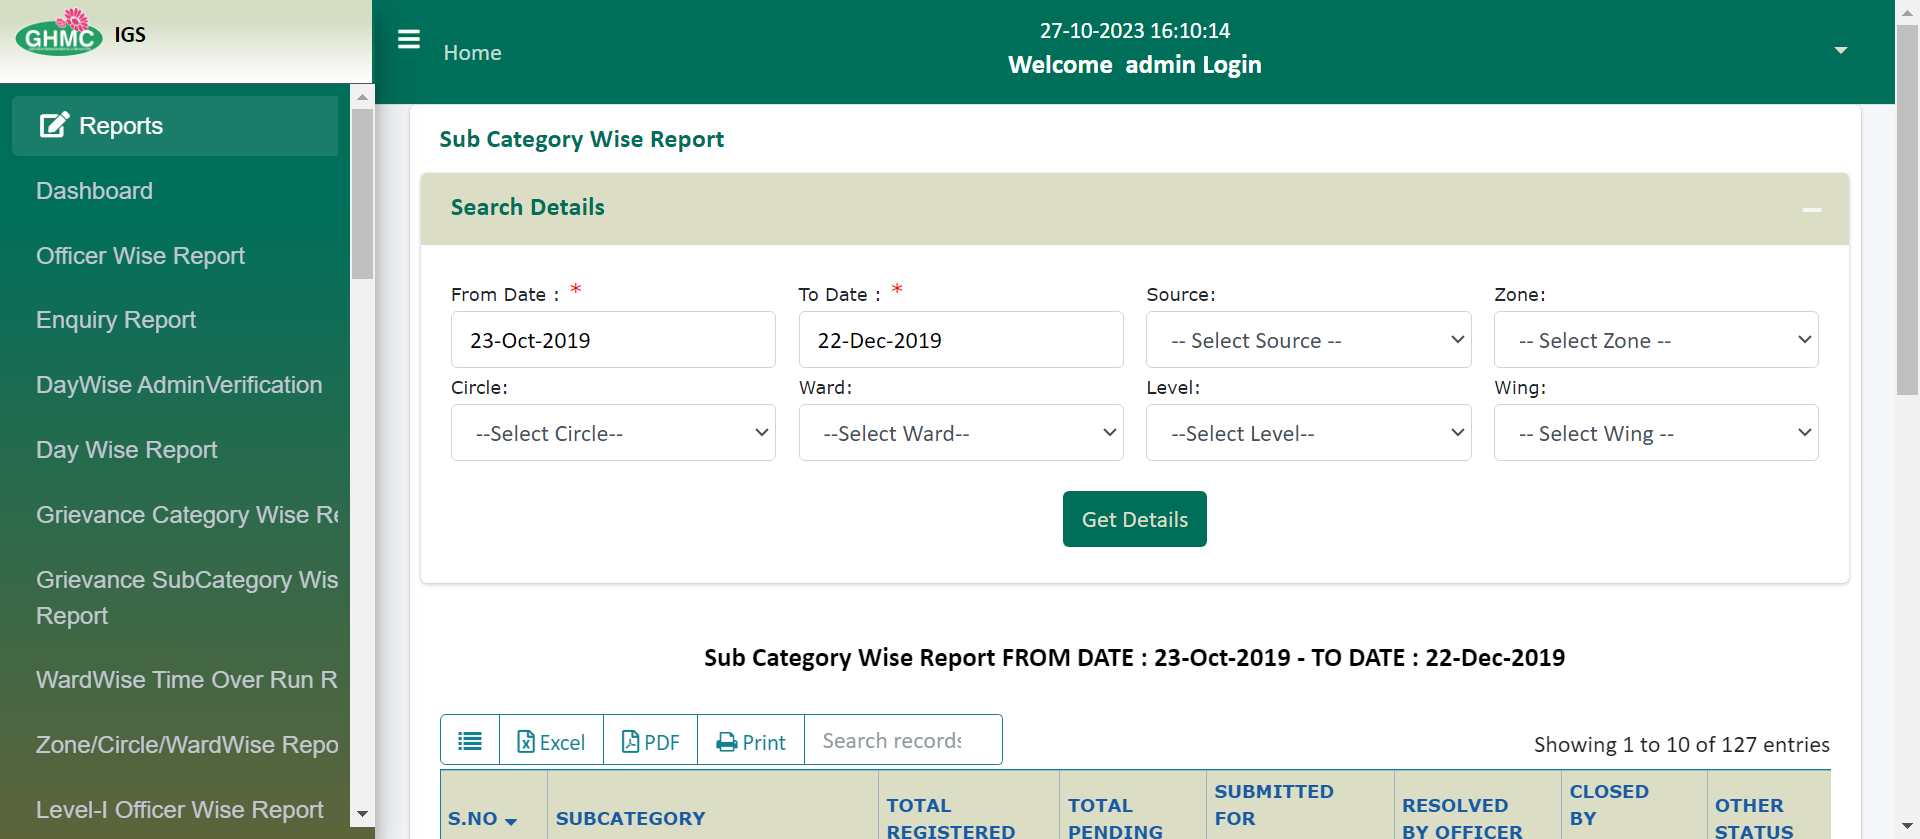 GHMC
IGS
Home
27-10-2023 16:10:14
Welcome admin Login
Reports
Dashboard
Officer Wise Report
Enquiry Report
DayWise AdminVerification
Day Wise Report
Grievance Category Wise Re
Grievance SubCategory Wis
Report
WardWise Time Over Run R
Zone/Circle/WardWise Repo
Level-I Officer Wise Report
Sub Category Wise Report
Search Details
From Date : *
To Date : *
Source:
Zone:
23-Oct-2019
22-Dec-2019
-- Select Source --
-- Select Zone --
Circle:
Ward:
Level:
Wing:
--Select Circle--
--Select Ward--
--Select Level--
-- Select Wing --
Get Details
Sub Category Wise Report FROM DATE : 23-Oct-2019 - TO DATE : 22-Dec-2019
Excel
PDF
Print
Search records
Showing 1 to 10 of 127 entries
S.NO
SUBCATEGORY
TOTAL
REGISTERED
TOTAL
PENDING
SUBMITTED
FOR
RESOLVED
BY OFFICER
CLOSED
BY
OTHER
STATUS